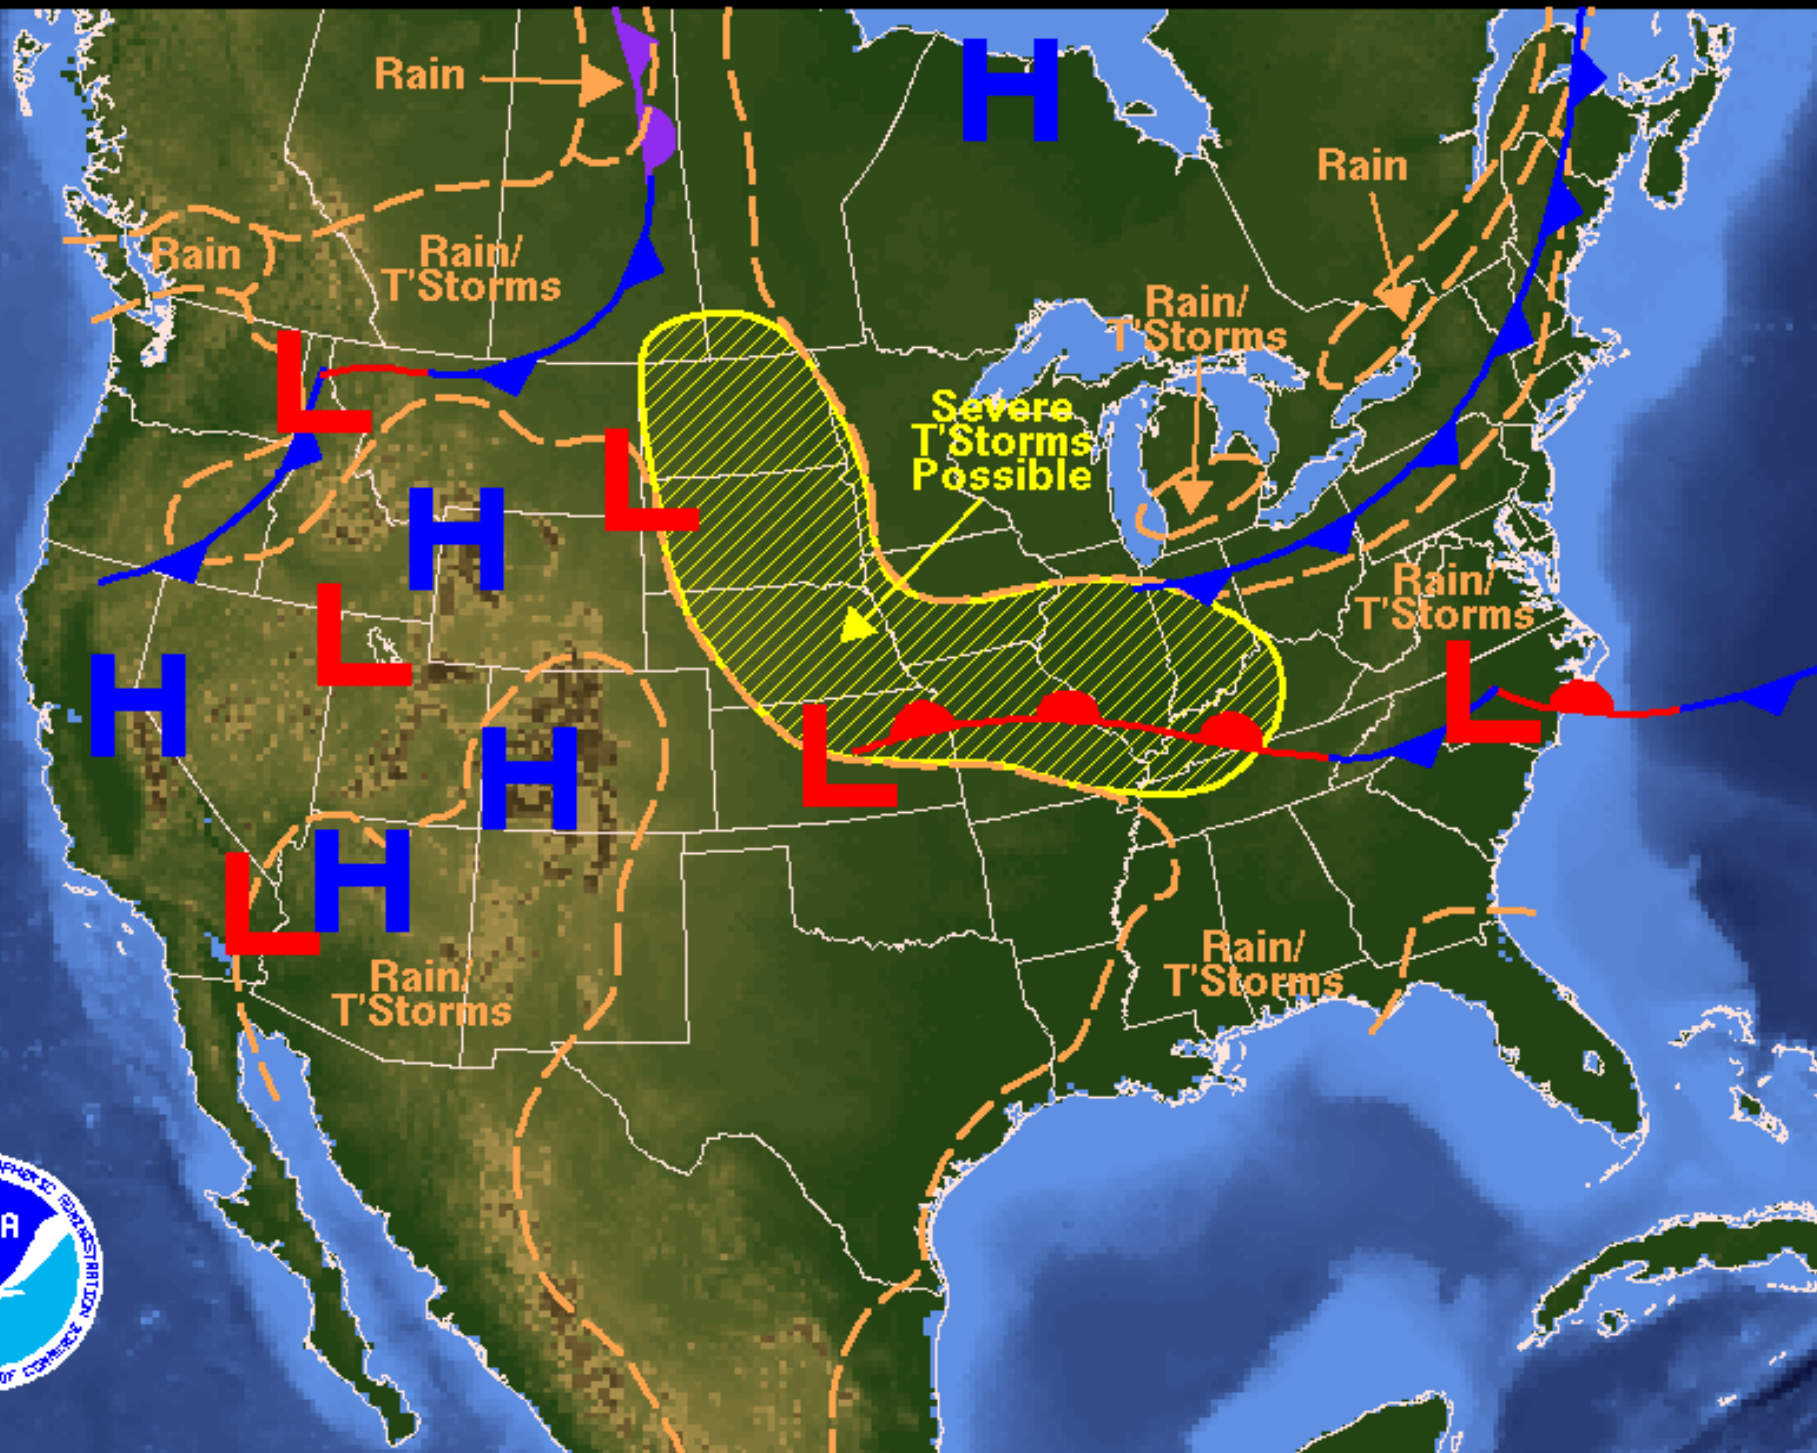 H
Rain
Rain
Rain
Rain/
T'Storms
Rain/
T'Storms
L
Severe
T'Storms
Possible
L
H
Rain/
T'Storms
L
L
H
H
L
H
L
Rain/
T'Storms
Rain/
T'Storms
A